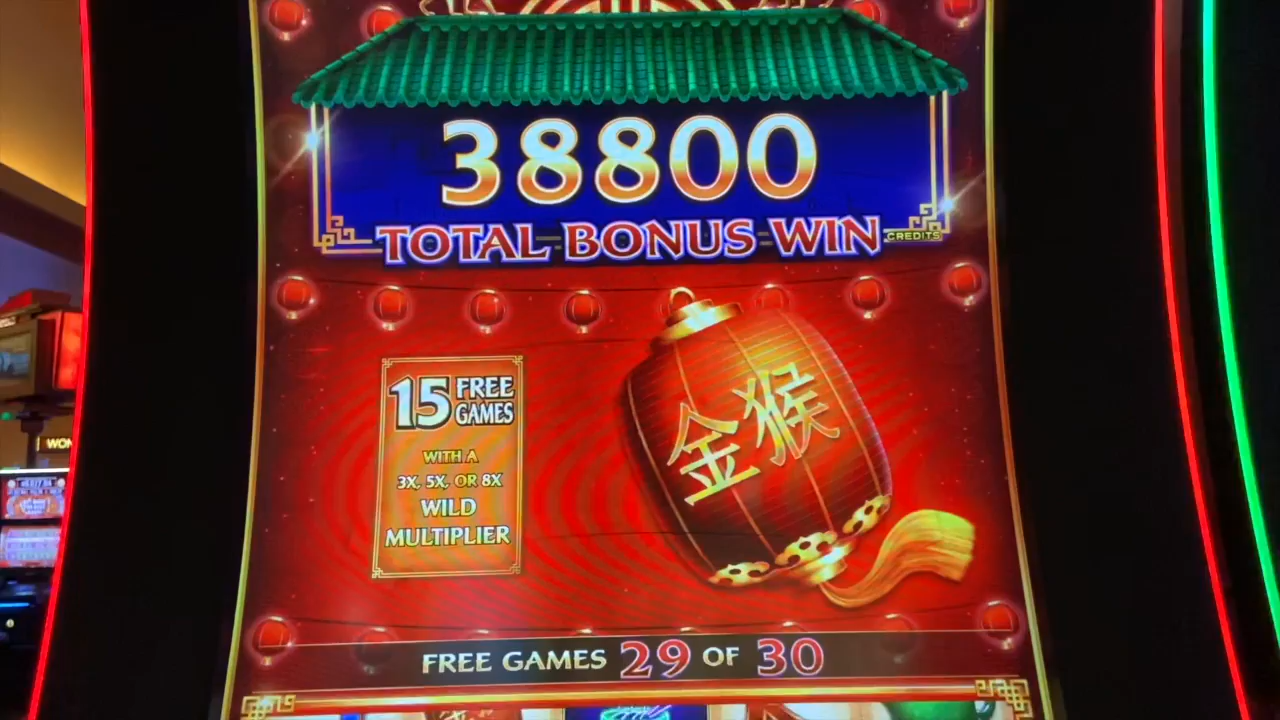 38800
TOTAL BONUS WIN
CREDITS
15 FREE GAMES
WITH A
3X, 5X, OR 8X
WILD
MULTIPLIER
金猴
WON
FREE GAMES 29 OF 30